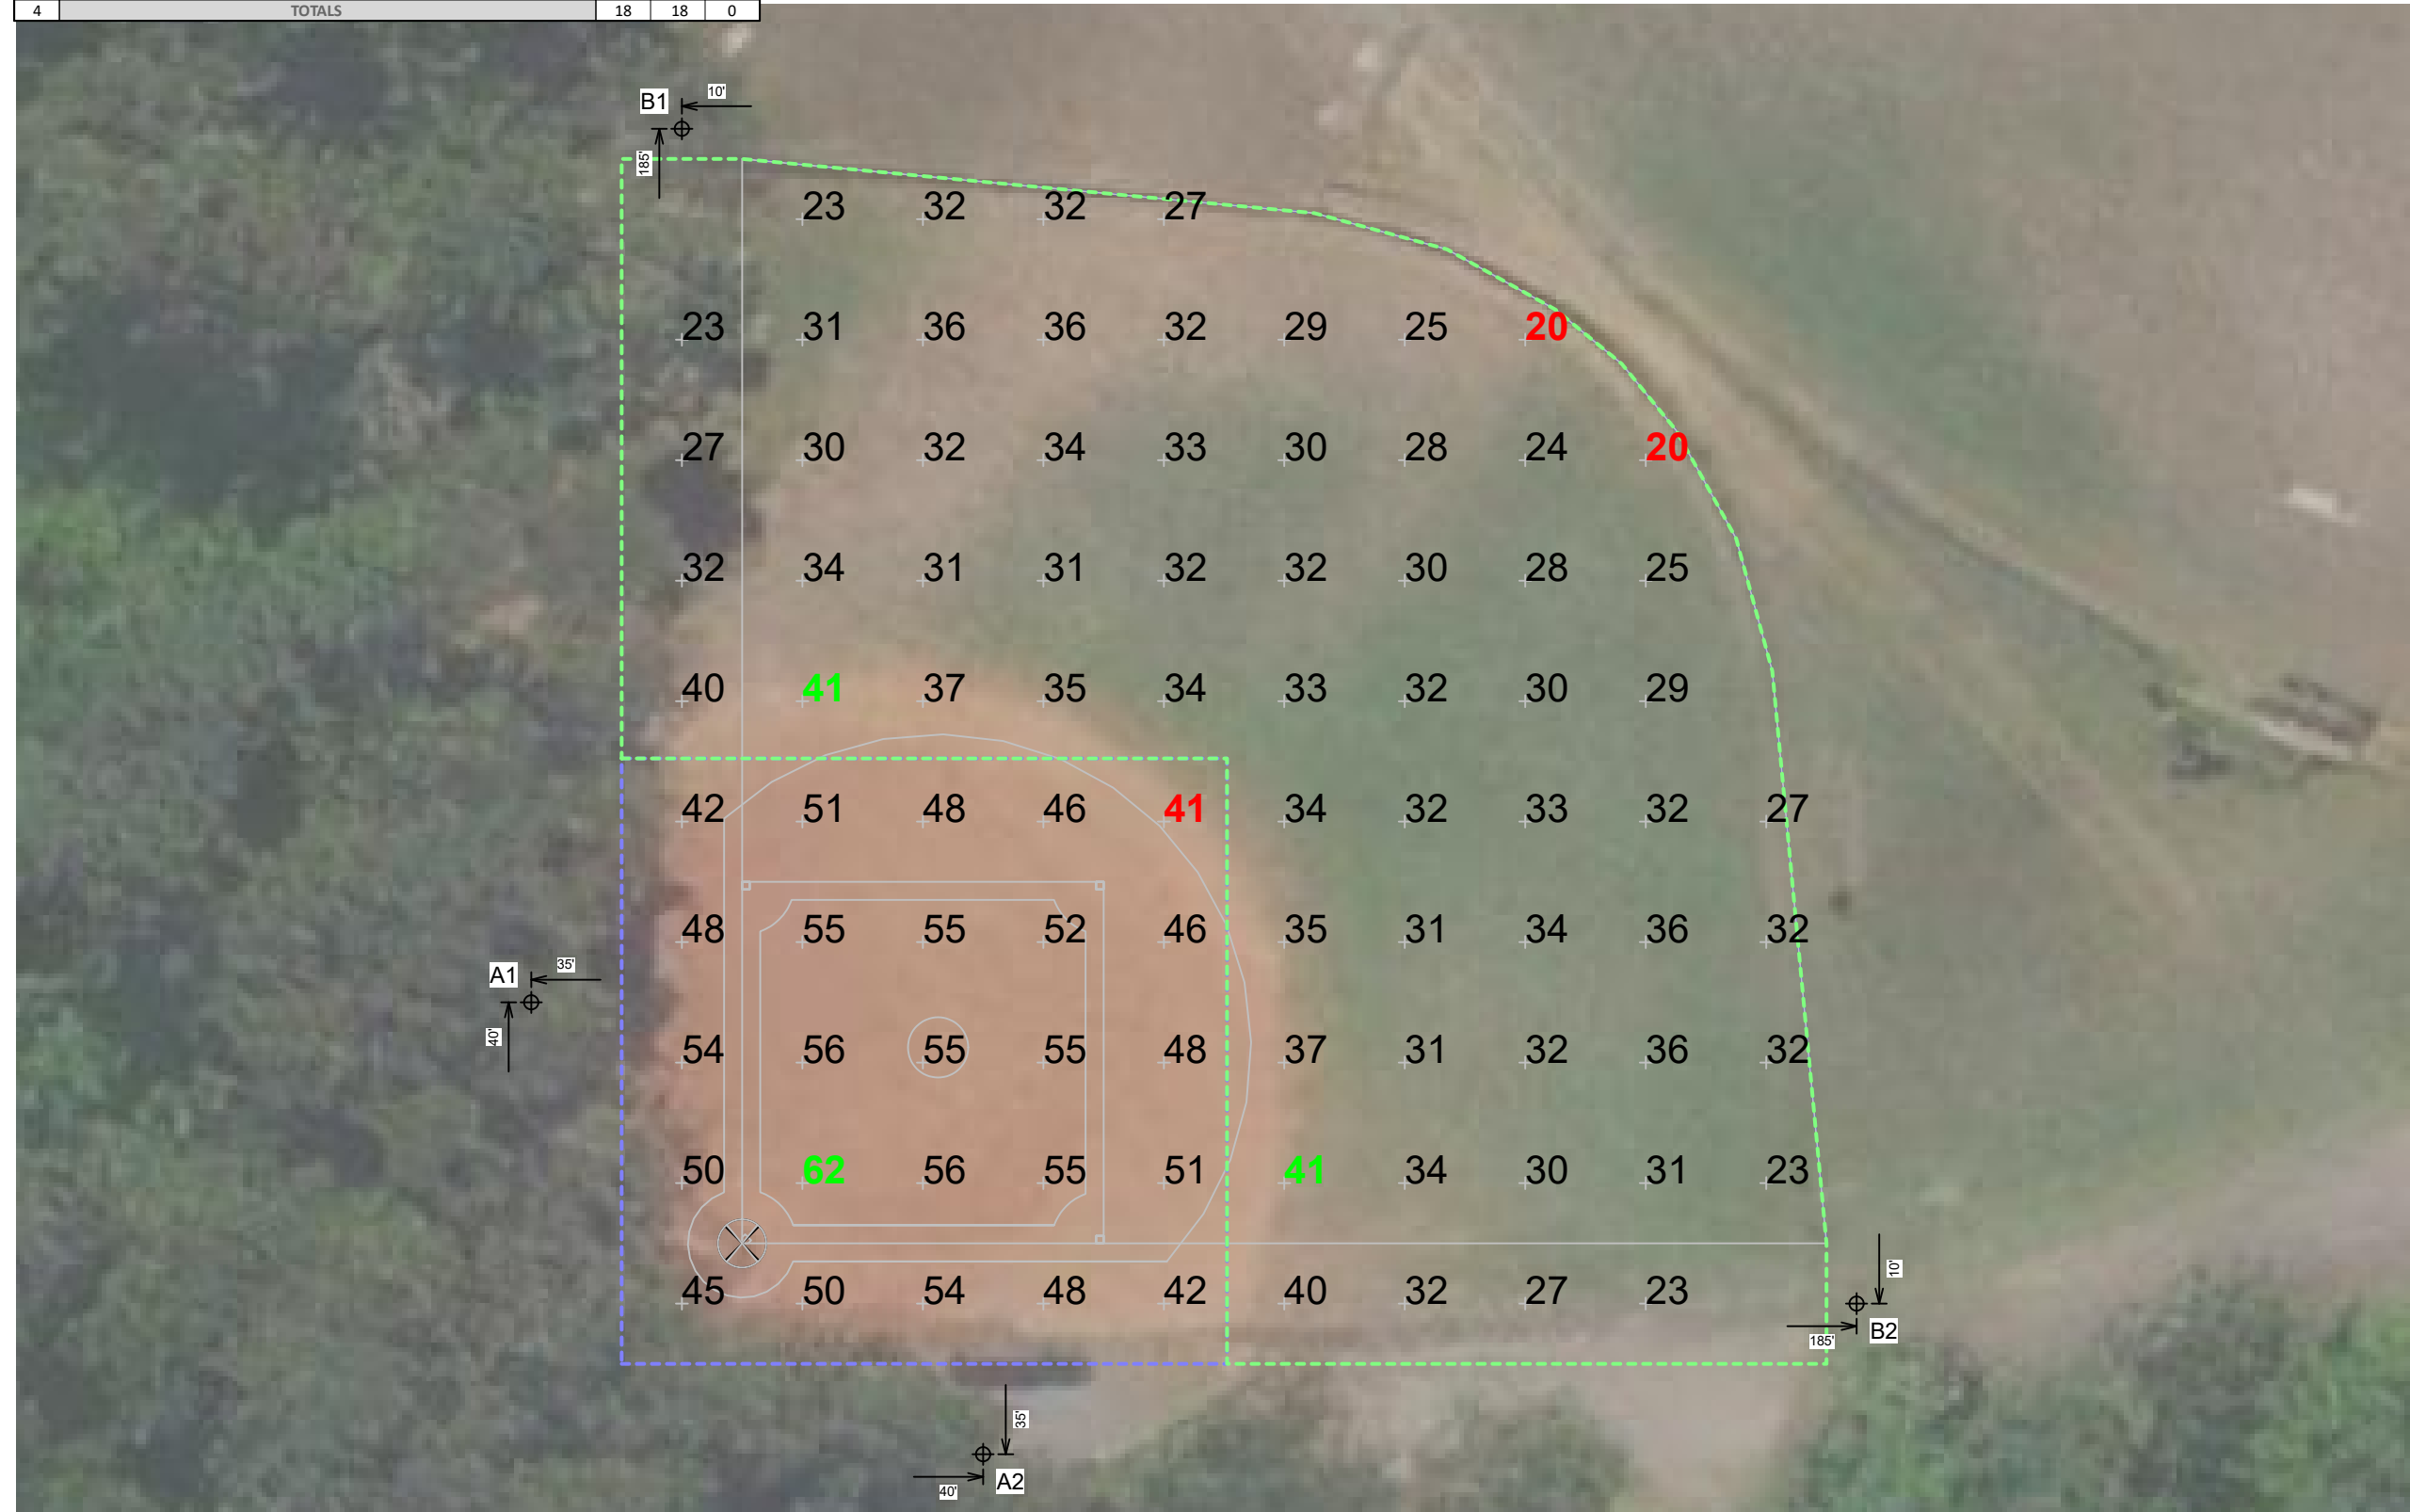 4 TOTALS 18 18 0
B1 10'
185'
23 32 32 27
23 31 36 36 32 29 25 20
27 30 32 34 33 30 28 24 20
32 34 31 31 32 32 30 28 25
40 41 37 35 34 33 32 30 29
42 51 48 46 41 34 32 33 32 27
48 55 55 52 46 35 31 34 36 32
A1 35'
40'
54 56 55 55 48 37 31 32 36 32
50 62 56 55 51 41 34 30 31 23
10'
45 50 54 48 42 40 32 27 23
185' B2
35'
40' A2